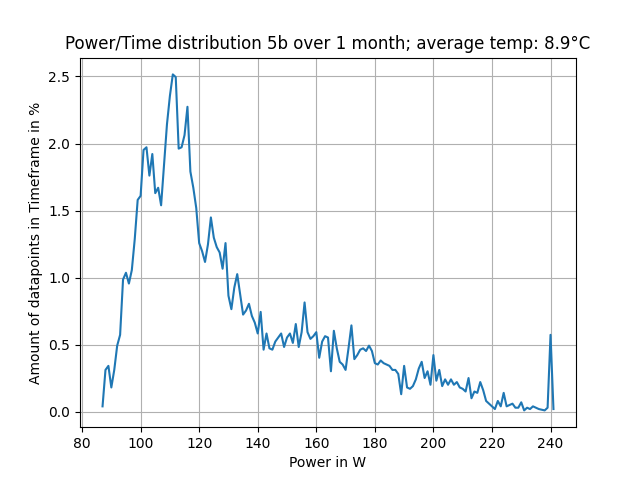 Power/Time distribution 5b over 1 month; average temp: 8.9°C
Amount of datapoints in Timeframe in %
2.5
2.0
1.5
1.0
0.5
0.0
80 100 120 140 160 180 200 220 240
Power in W